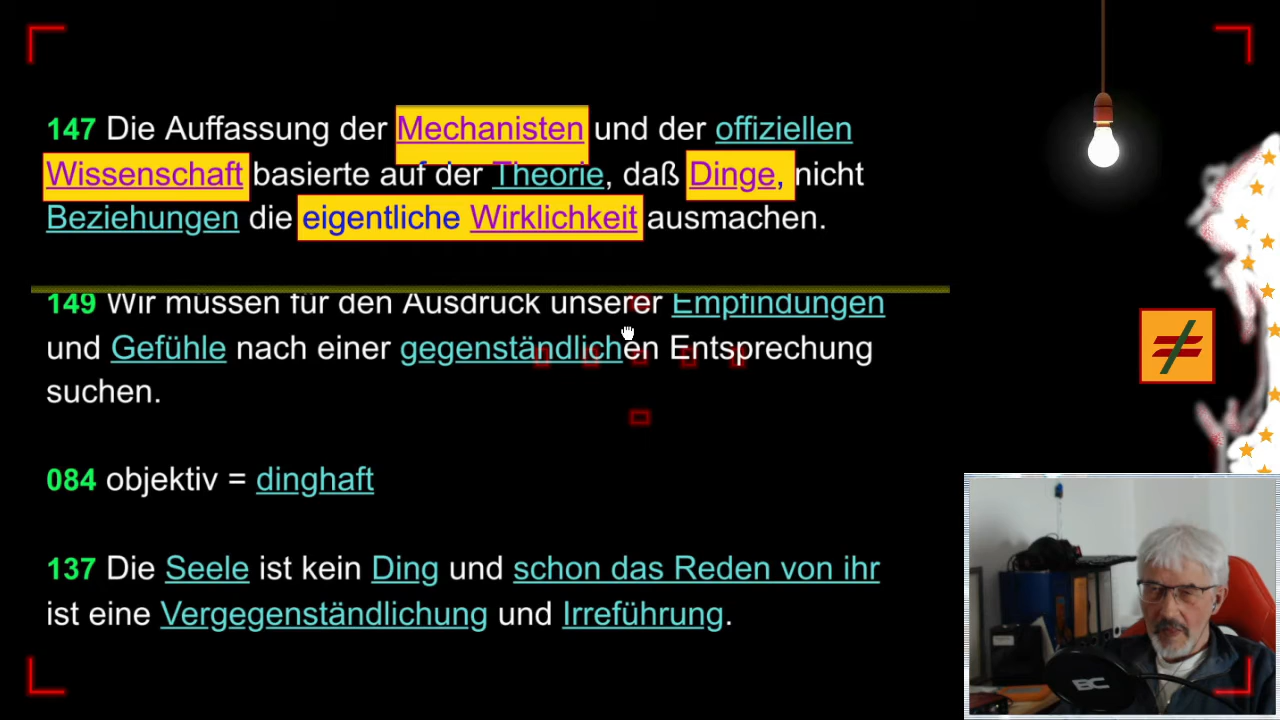 147 Die Auffassung der Mechanisten und der offiziellen
Wissenschaft basierte auf der Theorie, daß Dinge, nicht
Beziehungen die eigentliche Wirklichkeit ausmachen.
149 Wir müssen für den Ausdruck unserer Empfindungen
und Gefühle nach einer gegenständlichen Entsprechung
suchen.
084 objektiv = dinghaft
137 Die Seele ist kein Ding und schon das Reden von ihr
ist eine Vergegenständlichung und Irreführung.
≠
BC